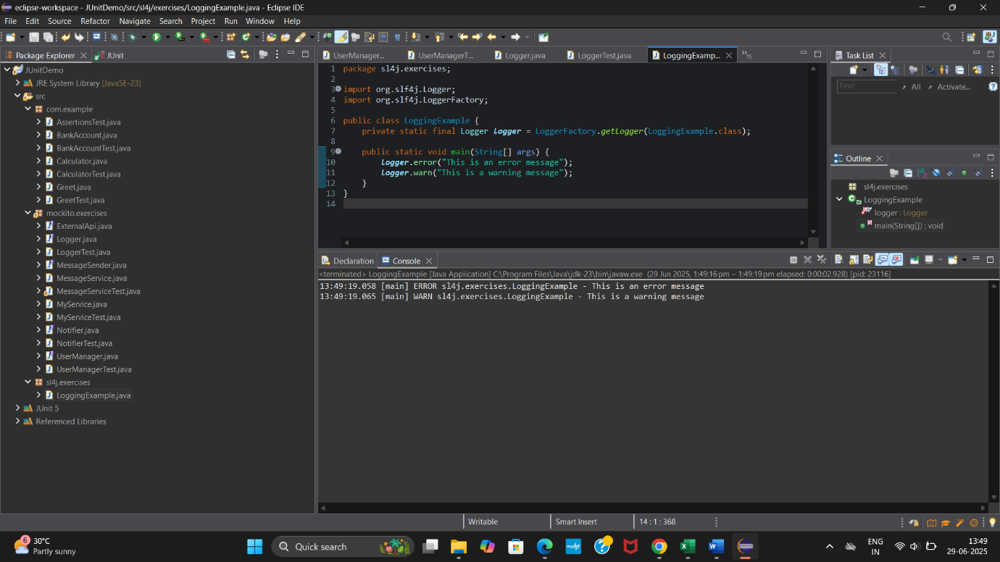 eclipse-workspace - JUnitDemo/src/sl4j/exercises/LoggingExample.java - Eclipse IDE
File Edit Source Refactor Navigate Search Project Run Window Help
Package Explorer JUnit
JUnitDemo
JRE System Library [JavaSE-23]
src
com.example
AssertionsTest.java
BankAccount.java
BankAccountTest.java
Calculator.java
CalculatorTest.java
Greet.java
GreetTest.java
mockito.exercises
ExternalApi.java
Logger.java
LoggerTest.java
MessageSender.java
MessageService.java
MessageServiceTest.java
MyService.java
MyServiceTest.java
Notifier.java
NotifierTest.java
UserManager.java
UserManagerTest.java
sl4j.exercises
LoggingExample.java
JUnit 5
Referenced Libraries
UserManager... UserManagerT... Logger.java LoggerTest.java LoggingExamp... 15
1 package sl4j.exercises;
2
3 import org.slf4j.Logger;
4 import org.slf4j.LoggerFactory;
5
6 public class LoggingExample {
7 private static final Logger logger = LoggerFactory.getLogger(LoggingExample.class);
8
9 public static void main(String[] args) {
10 logger.error("This is an error message");
11 logger.warn("This is a warning message");
12 }
13 }
14
Task List
Find All Activate...
Outline
sl4j.exercises
LoggingExample
logger : Logger
main(String[]) : void
Declaration Console
<terminated> LoggingExample [Java Application] C:\Program Files\Java\jdk-23\bin\javaw.exe (29 Jun 2025, 1:49:16 pm – 1:49:19 pm elapsed: 0:00:02.928) [pid: 23116]
13:49:19.058 [main] ERROR sl4j.exercises.LoggingExample - This is an error message
13:49:19.065 [main] WARN sl4j.exercises.LoggingExample - This is a warning message
Writable Smart Insert 14 : 1 : 368
6
30°C
Partly sunny
Quick search
myhp
ENG
IN
13:49
29-06-2025